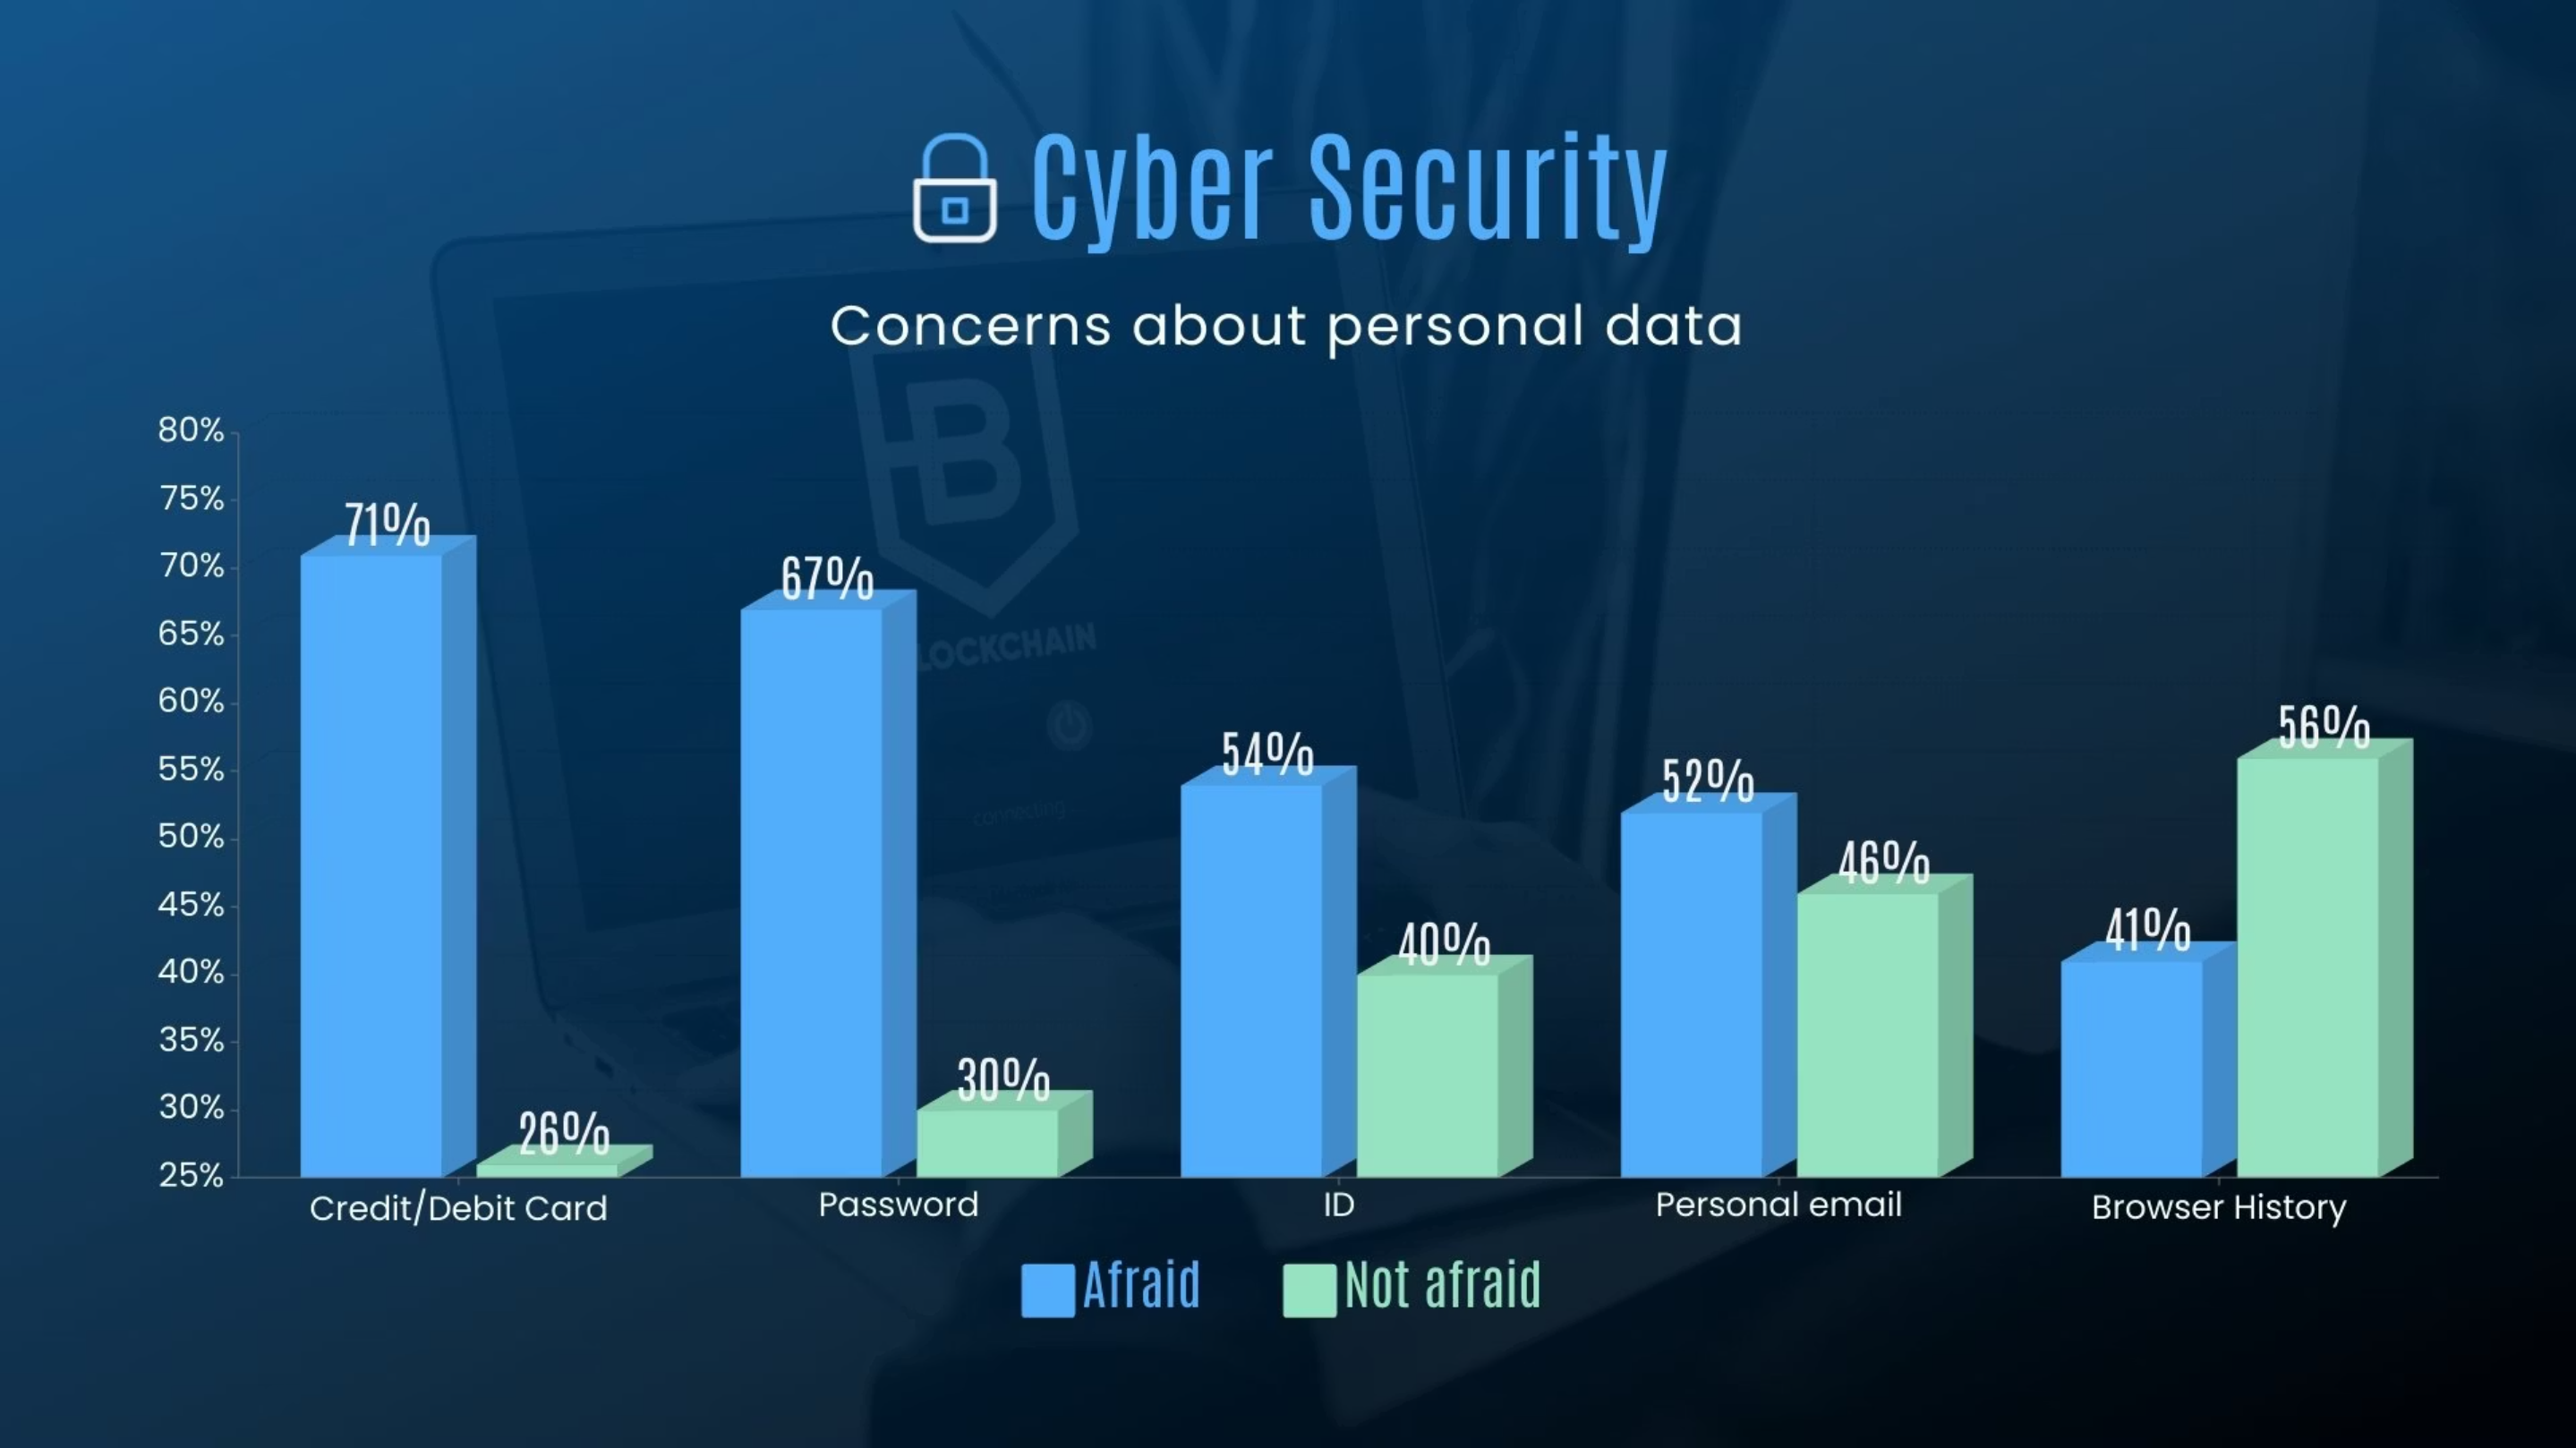 Cyber Security
Concerns about personal data
B
LOCKCHAIN
connecting
80%
75%
70%
65%
60%
55%
50%
45%
40%
35%
30%
25%
71%
26%
67%
30%
54%
40%
52%
46%
41%
56%
Credit/Debit Card
Password
ID
Personal email
Browser History
Afraid
Not afraid